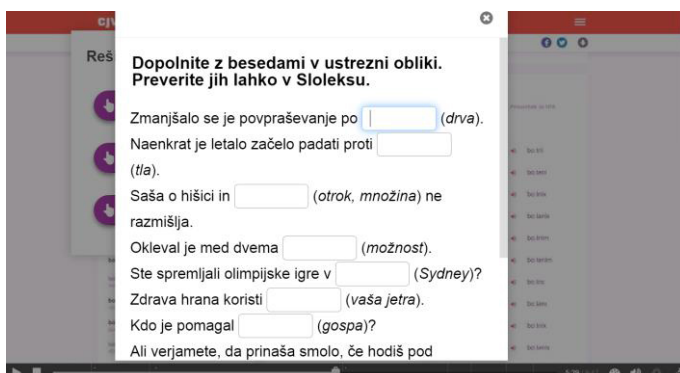 CJV
Reš
Dopolnite z besedami v ustrezni obliki.
Preverite jih lahko v Sloleksu.
Zmanjšalo se je povpraševanje po (drva).
Naenkrat je letalo začelo padati proti
(tla).
Saša o hišici in (otrok, množina) ne
razmišlja.
Okleval je med dvema (možnost).
Ste spremljali olimpijske igre v (Sydney)?
Zdrava hrana koristi (vaša jetra).
Kdo je pomagal (gospa)?
Ali verjamete, da prinaša smolo, če hodiš pod